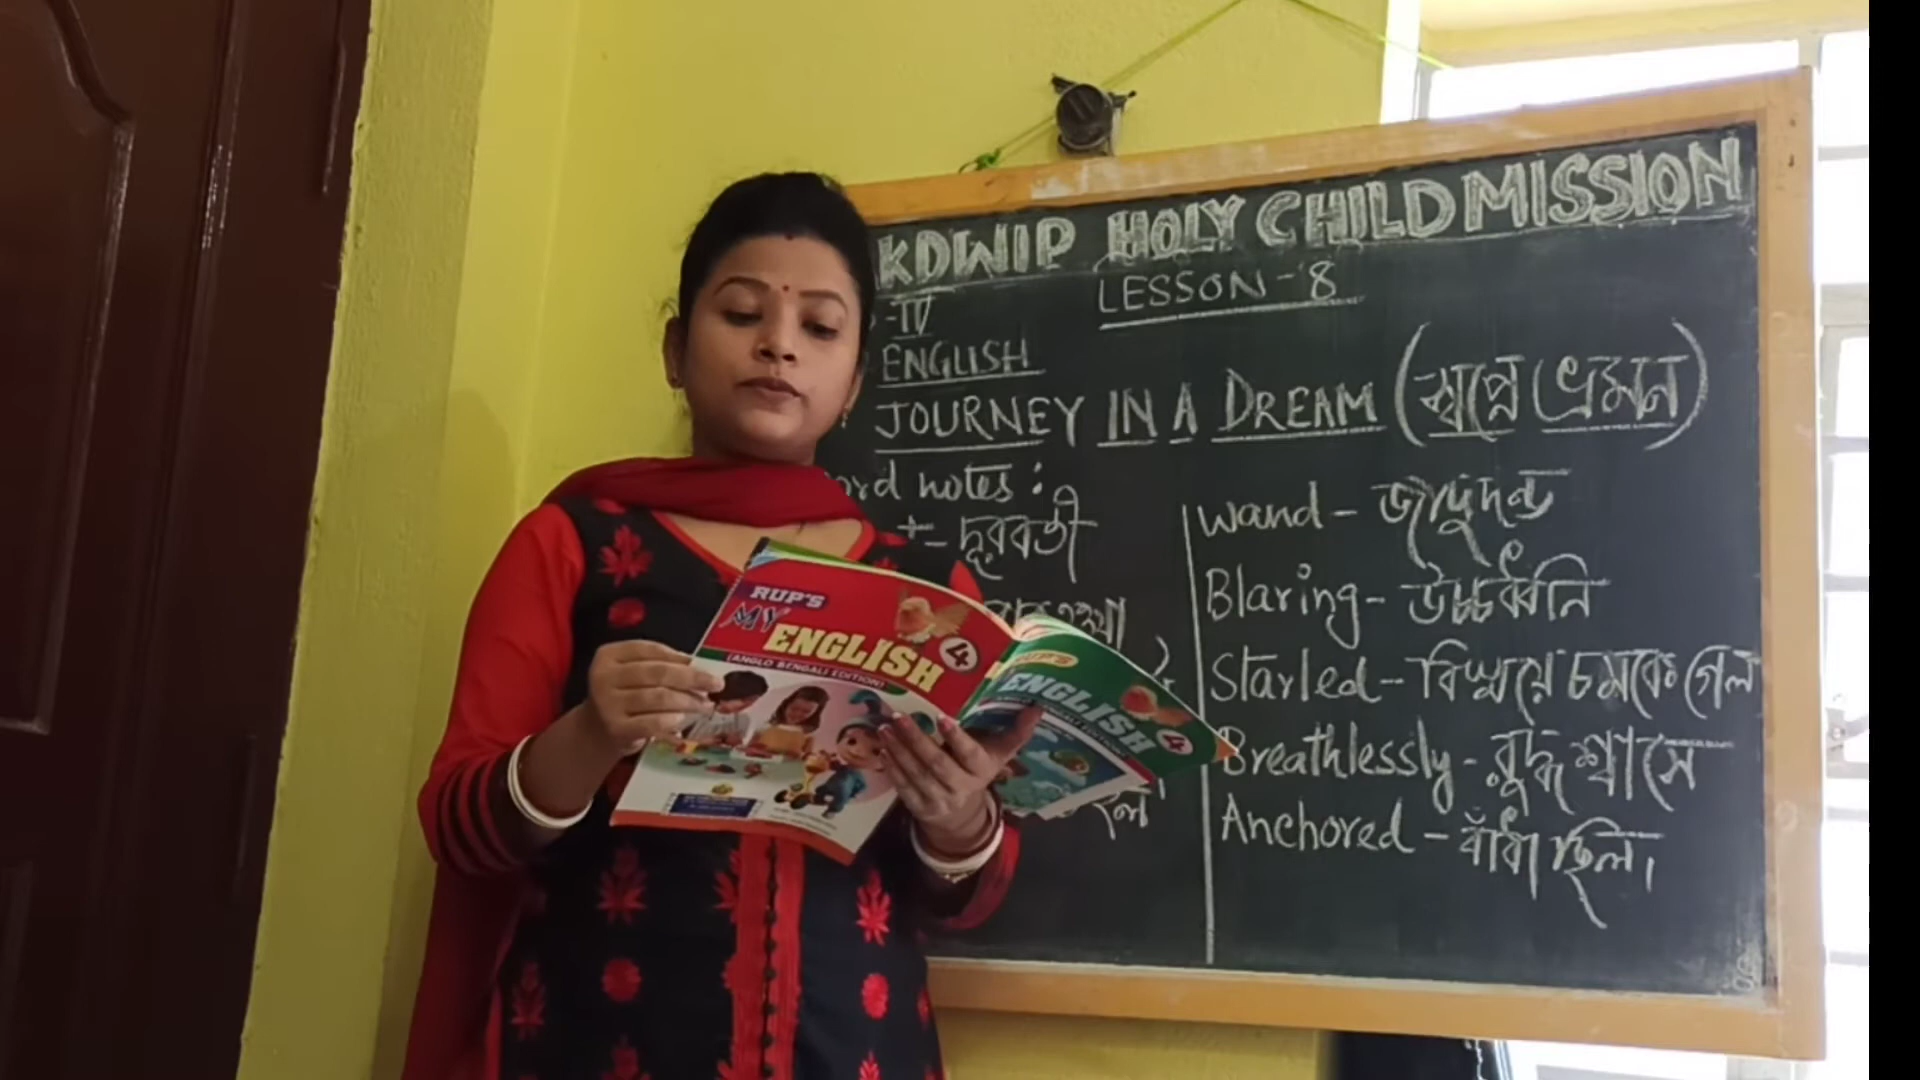 KDWIP HOLY CHILD MISSION
-IV
LESSON-8
ENGLISH
JOURNEY IN A DREAM (স্বপ্নে ভ্রমন)
ord notes:
দূরবর্তী
Wand - জাদুদন্ড
Blaring - উচ্চধ্বনি
Starled - বিস্ময়ে চমকে গেল
Breathlessly - রুদ্ধশ্বাসে
Anchored - বাঁধা ছিল।
RUP'S
MY
ENGLISH 4
(ANGLO BENGALI EDITION)
RUP'S
ENGLISH 4